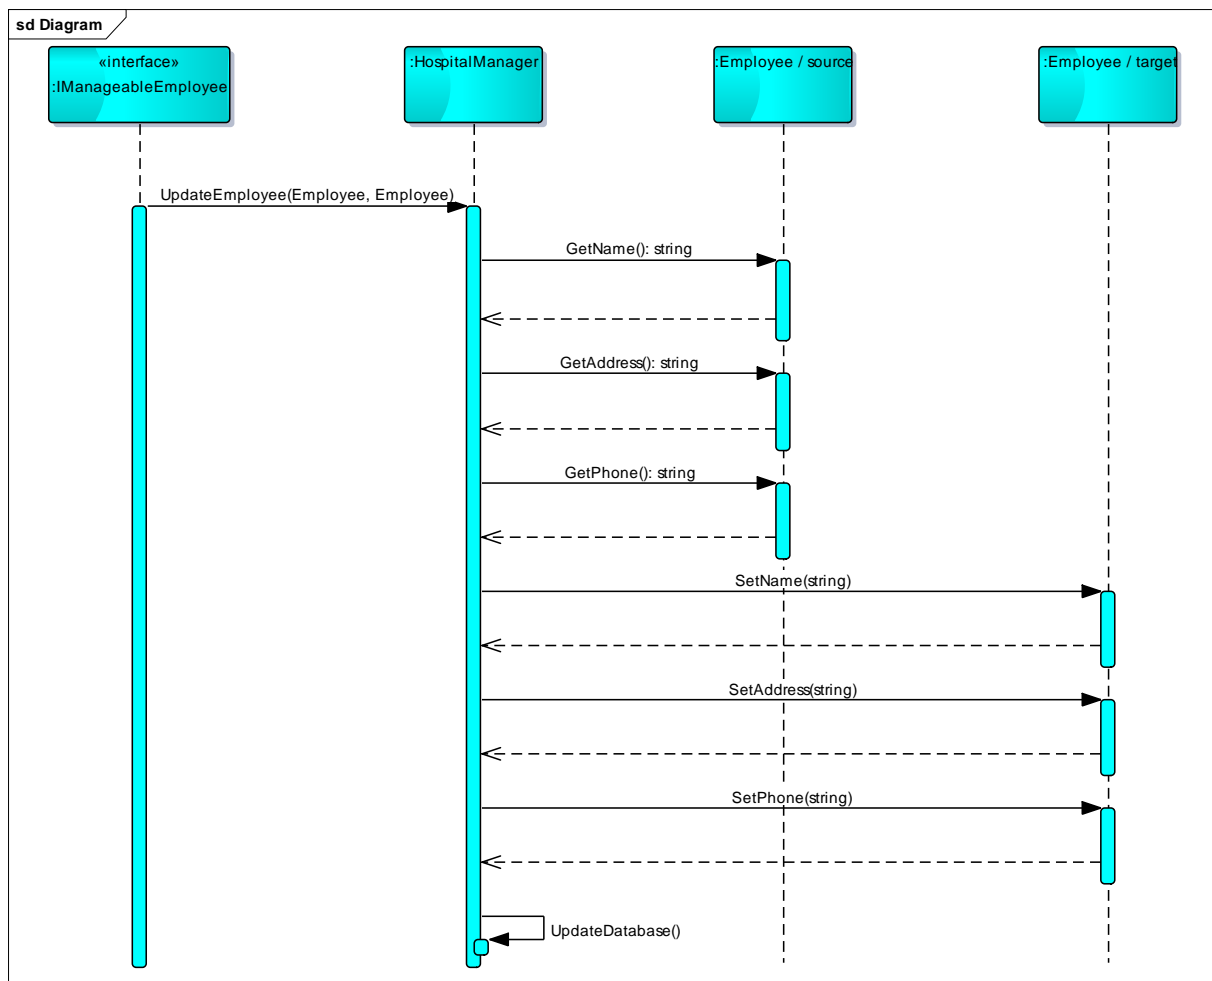 sd Diagram
«interface»
:IManageableEmployee
:HospitalManager
:Employee / source
:Employee / target
UpdateEmployee(Employee, Employee)
GetName(): string
GetAddress(): string
GetPhone(): string
SetName(string)
SetAddress(string)
SetPhone(string)
UpdateDatabase()